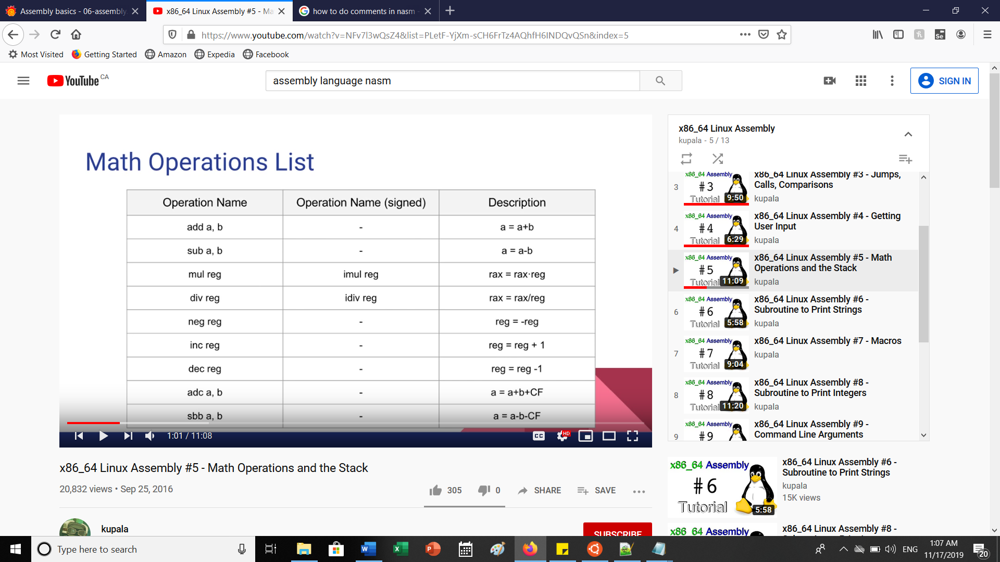 Assembly basics - 06-assembly
x86_64 Linux Assembly #5 - Ma
how to do comments in nasm -
https://www.youtube.com/watch?v=NFv7l3wQsZ4&list=PLetF-YjXm-sCH6FrTz4AQhfH6INDQvQSn&index=5
Se
Most Visited
Getting Started
Amazon
Expedia
Facebook
YouTube CA
assembly language nasm
SIGN IN
Math Operations List
Operation Name Operation Name (signed) Description
add a, b - a = a+b
sub a, b - a = a-b
mul reg imul reg rax = rax·reg
div reg idiv reg rax = rax/reg
neg reg - reg = -reg
inc reg - reg = reg + 1
dec reg - reg = reg -1
adc a, b - a = a+b+CF
sbb a, b - a = a-b-CF
1:01 / 11:08
CC
HD
x86_64 Linux Assembly #5 - Math Operations and the Stack
20,832 views • Sep 25, 2016
305
0
SHARE
SAVE
kupala
SUBSCRIBE
x86_64 Linux Assembly
kupala - 5 / 13
3
x86_64 Assembly
#3
Tutorial
9:50
x86_64 Linux Assembly #3 - Jumps,
Calls, Comparisons
kupala
4
x86_64 Assembly
#4
Tutorial
6:29
x86_64 Linux Assembly #4 - Getting
User Input
kupala
x86_64 Assembly
#5
Tutorial
11:09
x86_64 Linux Assembly #5 - Math
Operations and the Stack
kupala
6
x86_64 Assembly
#6
Tutorial
5:58
x86_64 Linux Assembly #6 -
Subroutine to Print Strings
kupala
7
x86_64 Assembly
#7
Tutorial
9:04
x86_64 Linux Assembly #7 - Macros
kupala
8
x86_64 Assembly
#8
Tutorial
11:20
x86_64 Linux Assembly #8 -
Subroutine to Print Integers
kupala
9
x86_64 Assembly
#9
x86_64 Linux Assembly #9 -
Command Line Arguments
x86_64 Assembly
#6
Tutorial
5:58
x86_64 Linux Assembly #6 -
Subroutine to Print Strings
kupala
15K views
x86_64 Assembly
x86_64 Linux Assembly #8 -
Type here to search
ENG
1:07 AM
11/17/2019
20